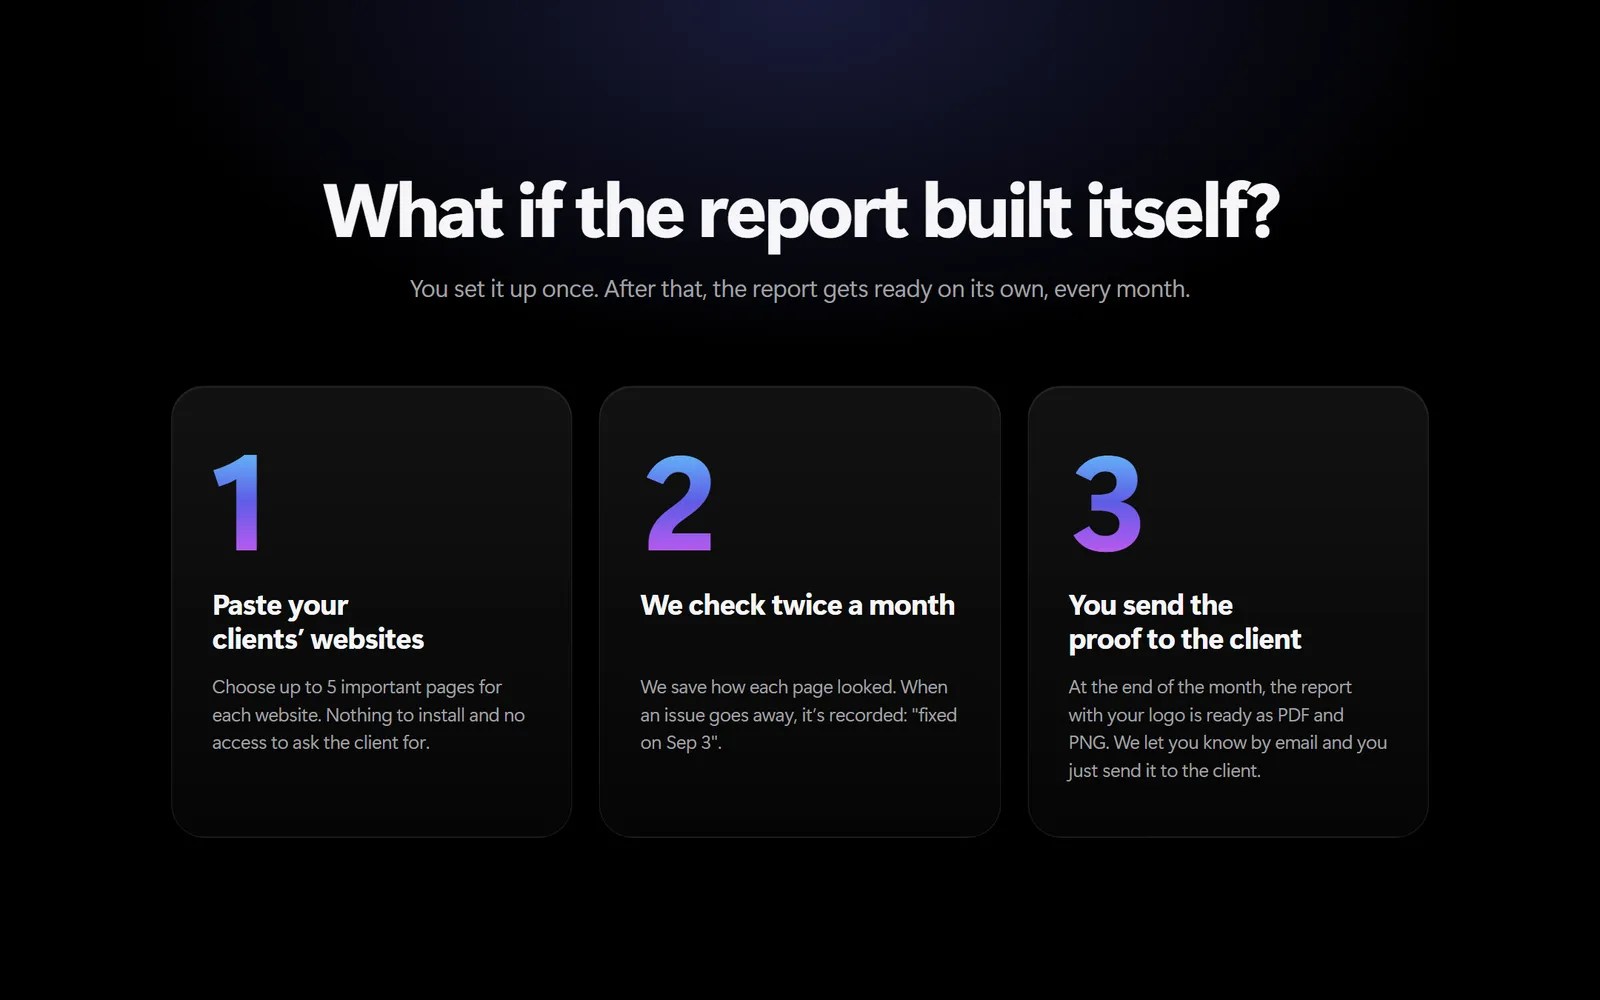 What if the report built itself?
You set it up once. After that, the report gets ready on its own, every month.
1
Paste your
clients’ websites
Choose up to 5 important pages for
each website. Nothing to install and no
access to ask the client for.
2
We check twice a month
We save how each page looked. When
an issue goes away, it’s recorded: "fixed
on Sep 3".
3
You send the
proof to the client
At the end of the month, the report
with your logo is ready as PDF and
PNG. We let you know by email and you
just send it to the client.